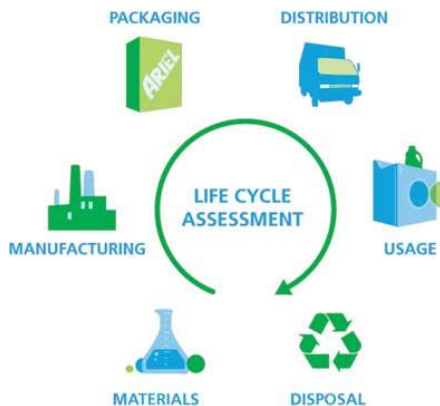 PACKAGING
DISTRIBUTION
ARIEL
LIFE CYCLE
ASSESSMENT
MANUFACTURING
USAGE
MATERIALS
DISPOSAL